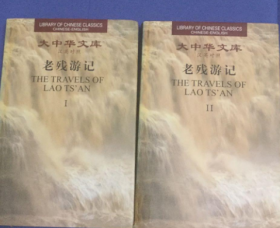 LIBRARY OF CHINESE CLASSICS
CHINESE-ENGLISH
大中华文库
老残游记
THE TRAVELS OF
LAO TS'AN
I
LIBRARY OF CHINESE CLASSICS
CHINESE-ENGLISH
大中华文库
老残游记
THE TRAVELS OF
LAO TS'AN
II